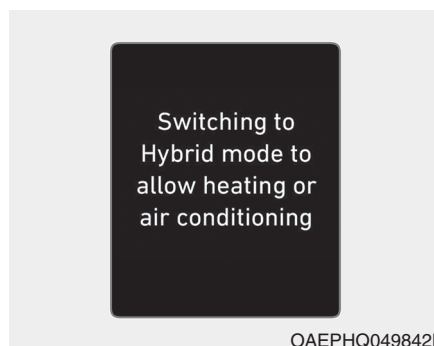 Switching to
Hybrid mode to
allow heating or
air conditioning
OAEPHQ049842